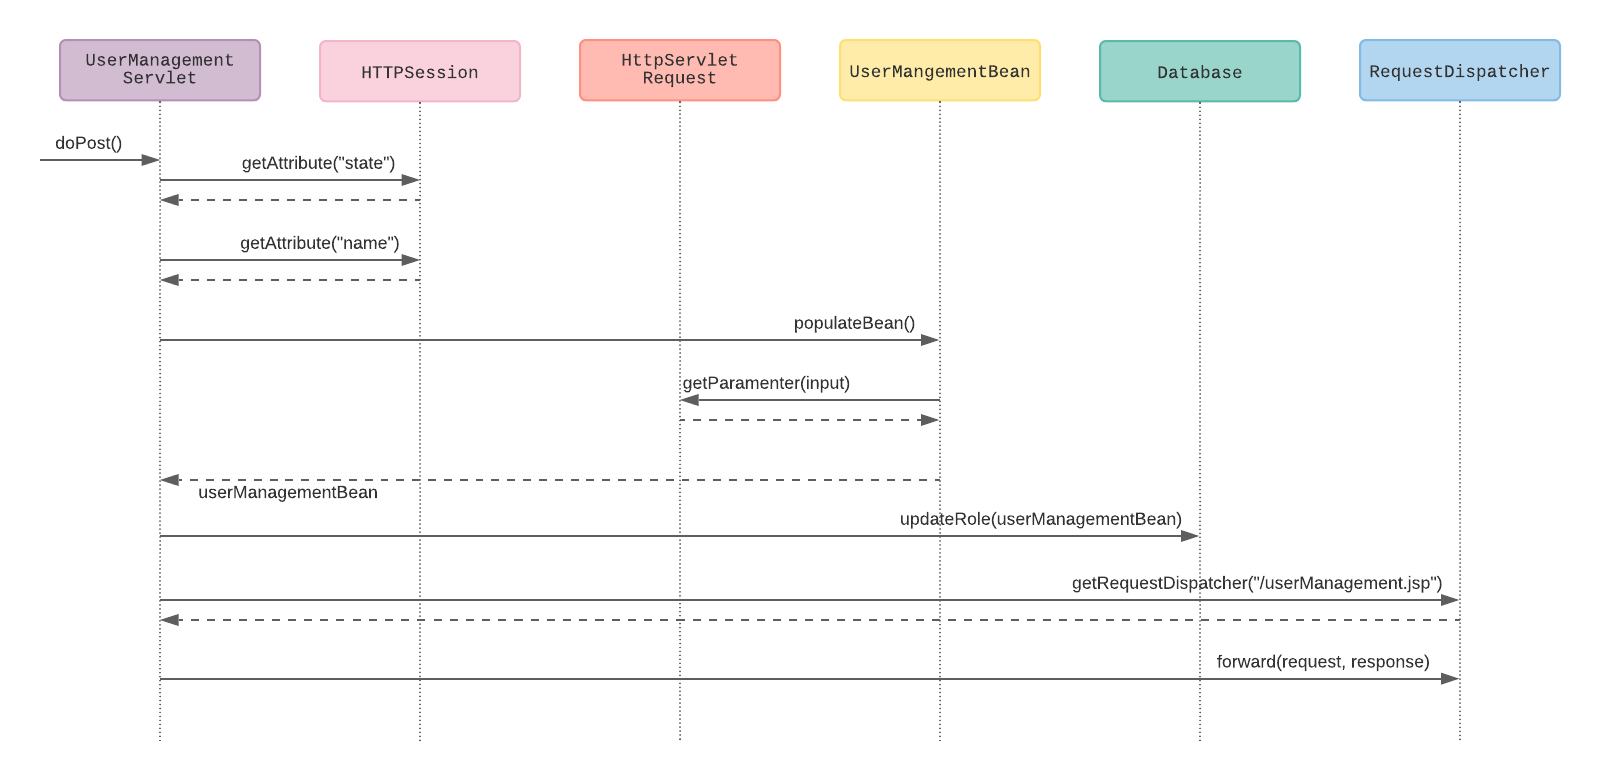 UserManagement
Servlet
HTTPSession
HttpServlet
Request
UserMangementBean
Database
RequestDispatcher
doPost()
getAttribute("state")
getAttribute("name")
populateBean()
getParamenter(input)
userManagementBean
updateRole(userManagementBean)
getRequestDispatcher("/userManagement.jsp")
forward(request, response)